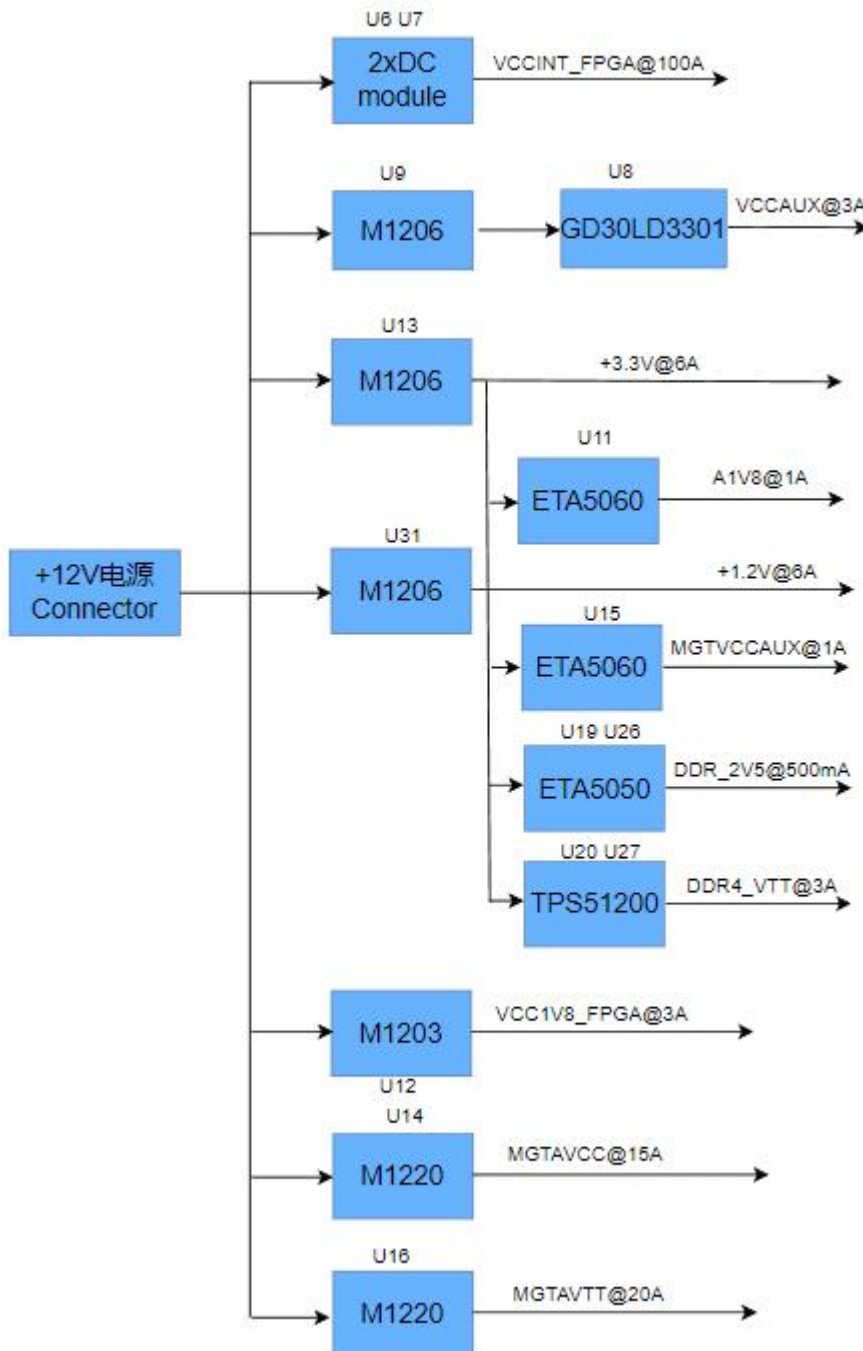 U6 U7
2xDC
module
VCCINT_FPGA@100A
U9
M1206
U8
GD30LD3301
VCCAUX@3A
U13
M1206
+3.3V@6A
U11
ETA5060
A1V8@1A
+12V电源
Connector
U31
M1206
+1.2V@6A
U15
ETA5060
MGTVCCAUX@1A
U19 U26
ETA5050
DDR_2V5@500mA
U20 U27
TPS51200
DDR4_VTT@3A
M1203
VCC1V8_FPGA@3A
U12
U14
M1220
MGTAVCC@15A
U16
M1220
MGTAVTT@20A